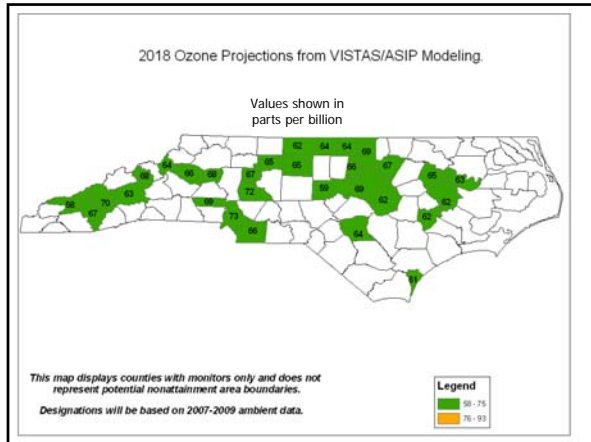 2018 Ozone Projections from VISTAS/ASIP Modeling.
Values shown in
parts per billion
62 64 64 69
65 65 66 67
64 66 68 67 65 63
69 72 59 69 62
63 62
70 69 62
67 73
66 64
61
This map displays counties with monitors only and does not
represent potential nonattainment area boundaries.
Designations will be based on 2007-2009 ambient data.
Legend
58 - 75
76 - 93